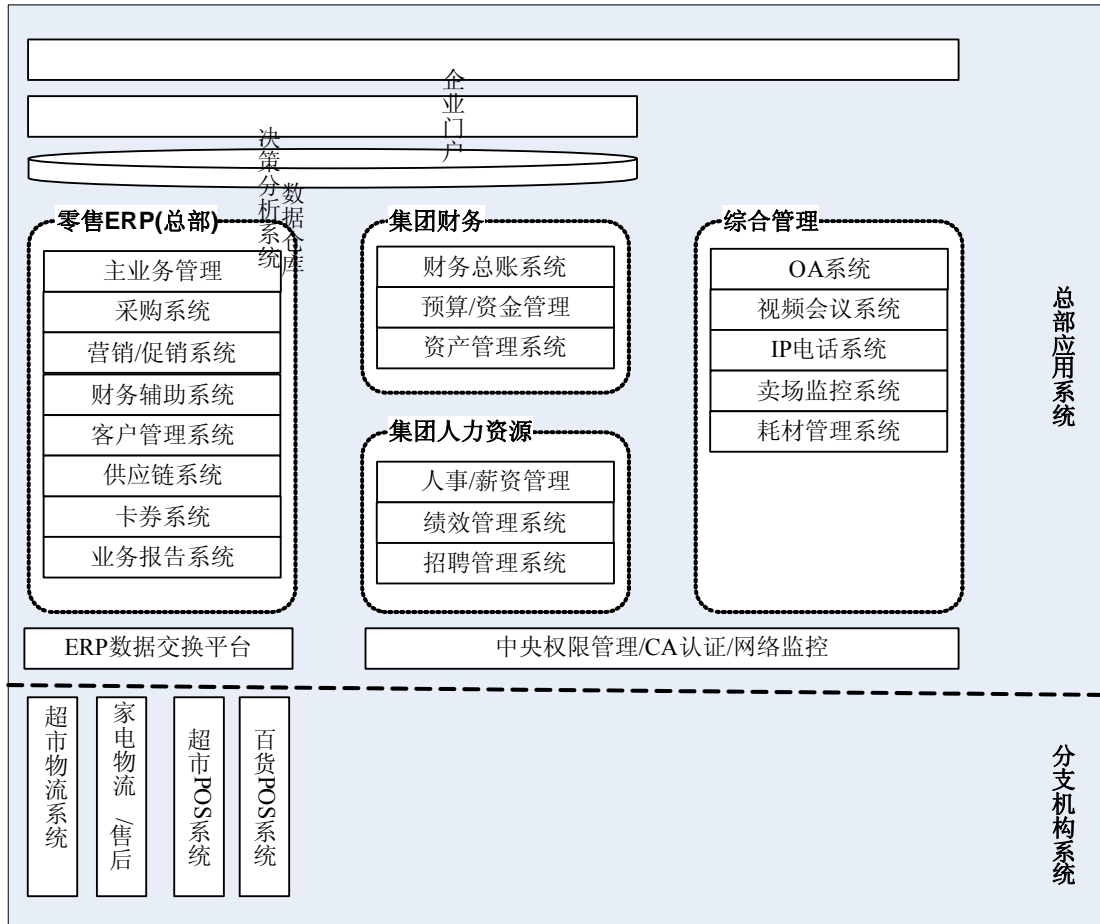 企业门户
决策分析系统
数据仓库
零售ERP(总部)
主业务管理
采购系统
营销/促销系统
财务辅助系统
客户管理系统
供应链系统
卡券系统
业务报告系统
集团财务
财务总账系统
预算/资金管理
资产管理系统
集团人力资源
人事/薪资管理
绩效管理系统
招聘管理系统
综合管理
OA系统
视频会议系统
IP电话系统
卖场监控系统
耗材管理系统
总部应用系统
ERP数据交换平台
中央权限管理/CA认证/网络监控
超市物流系统
家电物流 /售后
超市POS系统
百货POS系统
分支机构系统